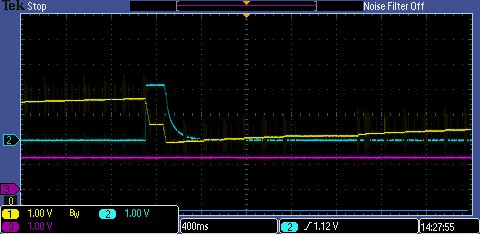 Tek Stop Noise Filter Off
2
3
0
1 1.00 V BW 2 1.00 V
3 1.00 V 400ms 2 1.12 V 14:27:55